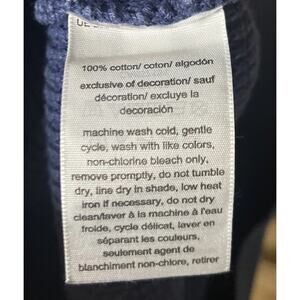 100% cotton/ coton/ algodón
exclusive of decoration/ sauf
décoration/ excluye la
decoración
machine wash cold, gentle
cycle, wash with like colors,
non-chlorine bleach only,
remove promptly, do not tumble
dry, line dry in shade, low heat
iron if necessary, do not dry
clean/laver à la machine à l'eau
froide, cycle délicat, laver en
séparant les couleurs,
seulement agent de
blanchiment non-chlore, retirer